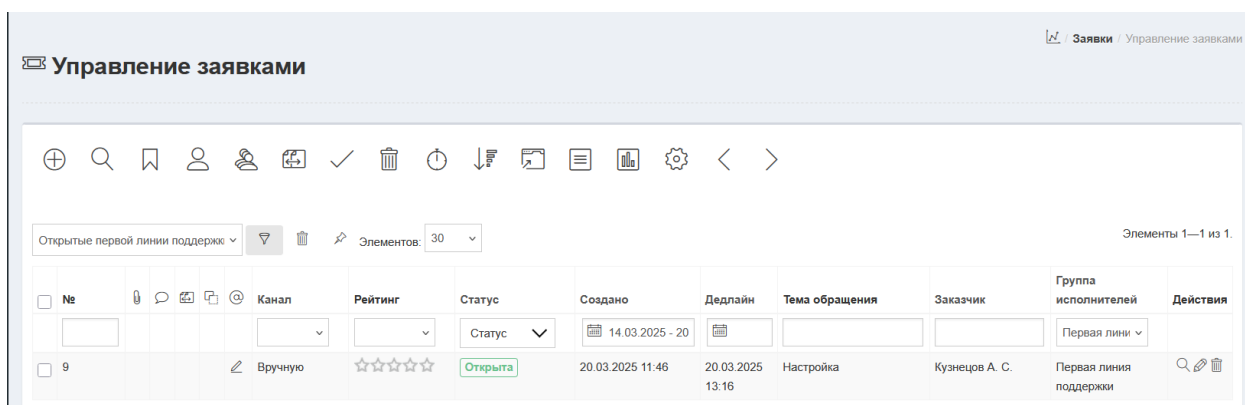 Заявки / Управление заявками
Управление заявками
Открытые первой линии поддержк
Элементов: 30
Элементы 1—1 из 1.
№ Канал Рейтинг Статус Создано Дедлайн Тема обращения Заказчик Группа исполнителей Действия
Статус 14.03.2025 - 20 Первая лини
9 Вручную Открыта 20.03.2025 11:46 20.03.2025 13:16 Настройка Кузнецов А. С. Первая линия поддержки